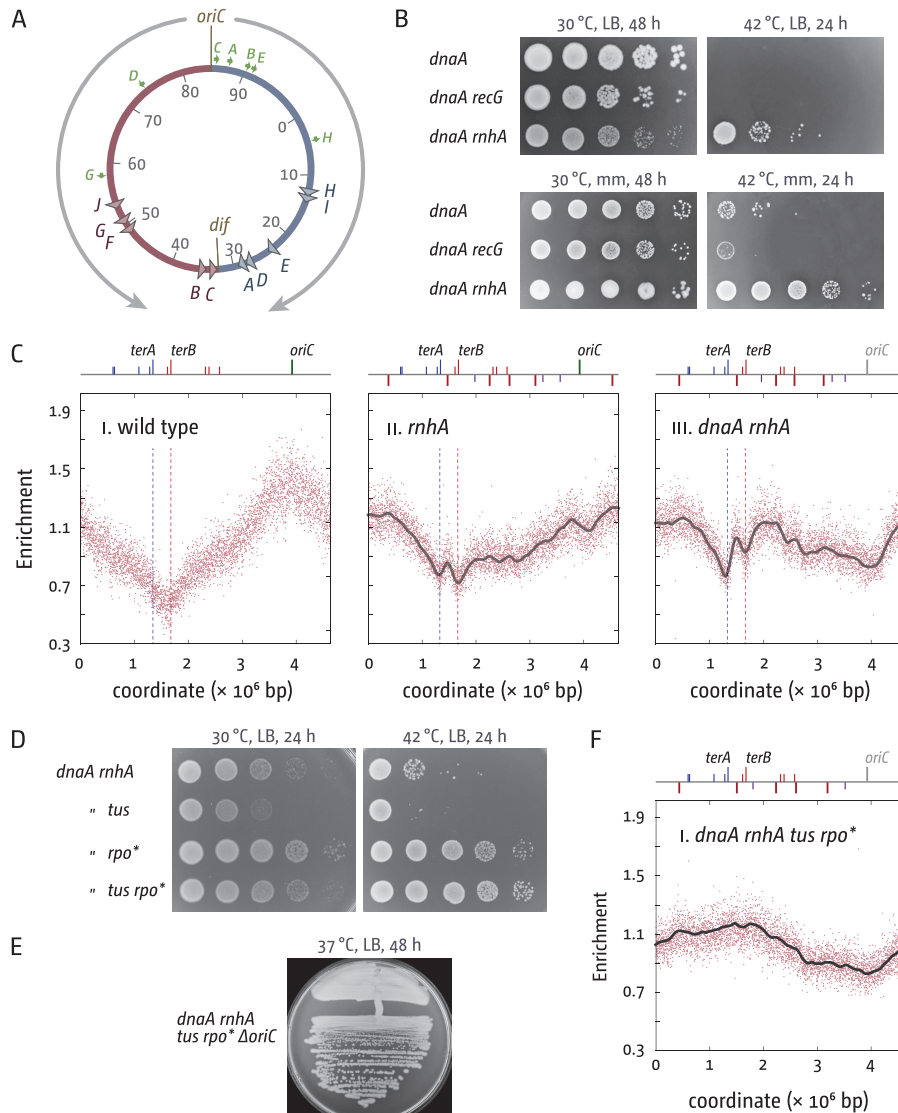 A
oriC
C A B E
D
80
90
70
0
H
60
G
10
J
H
I
50
G
F
dif
20
40
30
E
B C
A D
B
30 °C, LB, 48 h
42 °C, LB, 24 h
dnaA
dnaA recG
dnaA rnhA
30 °C, mm, 48 h
42 °C, mm, 24 h
dnaA
dnaA recG
dnaA rnhA
C
terA terB oriC
terA terB oriC
terA terB oriC
I. wild type
II. rnhA
III. dnaA rnhA
Enrichment
1.9
1.5
1.1
0.7
0.3
0 1 2 3 4
0 1 2 3 4
0 1 2 3 4
coordinate (× 10⁶ bp)
coordinate (× 10⁶ bp)
coordinate (× 10⁶ bp)
D
30 °C, LB, 24 h
42 °C, LB, 24 h
dnaA rnhA
" tus
" rpo*
" tus rpo*
E
37 °C, LB, 48 h
dnaA rnhA
tus rpo* ΔoriC
F
terA terB oriC
I. dnaA rnhA tus rpo*
Enrichment
1.9
1.5
1.1
0.7
0.3
0 1 2 3 4
coordinate (× 10⁶ bp)